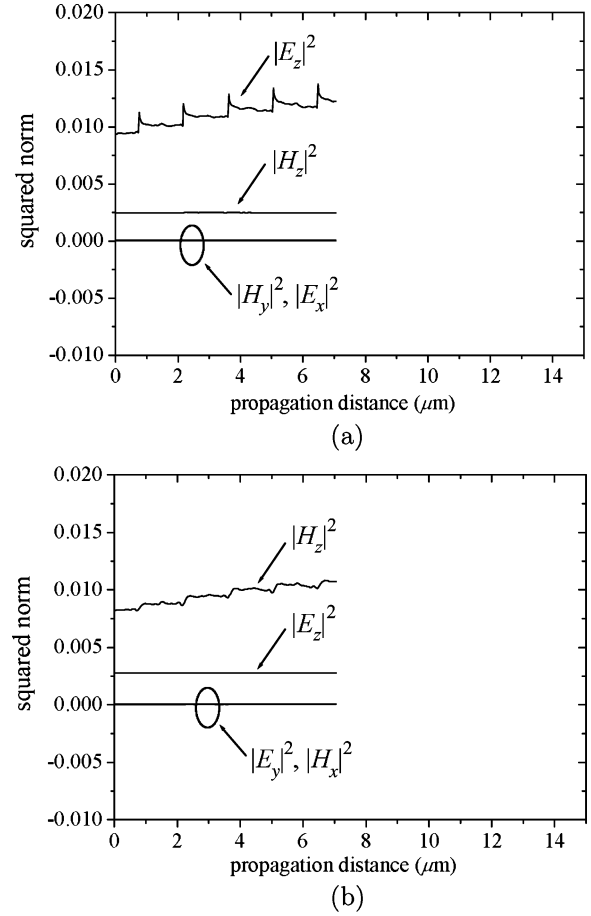 0.020
0.015
0.010
0.005
0.000
-0.005
-0.010
squared norm
|E_z|^2
|H_z|^2
|H_y|^2, |E_x|^2
0 2 4 6 8 10 12 14
propagation distance (μm)
(a)
0.020
0.015
0.010
0.005
0.000
-0.005
-0.010
squared norm
|H_z|^2
|E_z|^2
|E_y|^2, |H_x|^2
0 2 4 6 8 10 12 14
propagation distance (μm)
(b)